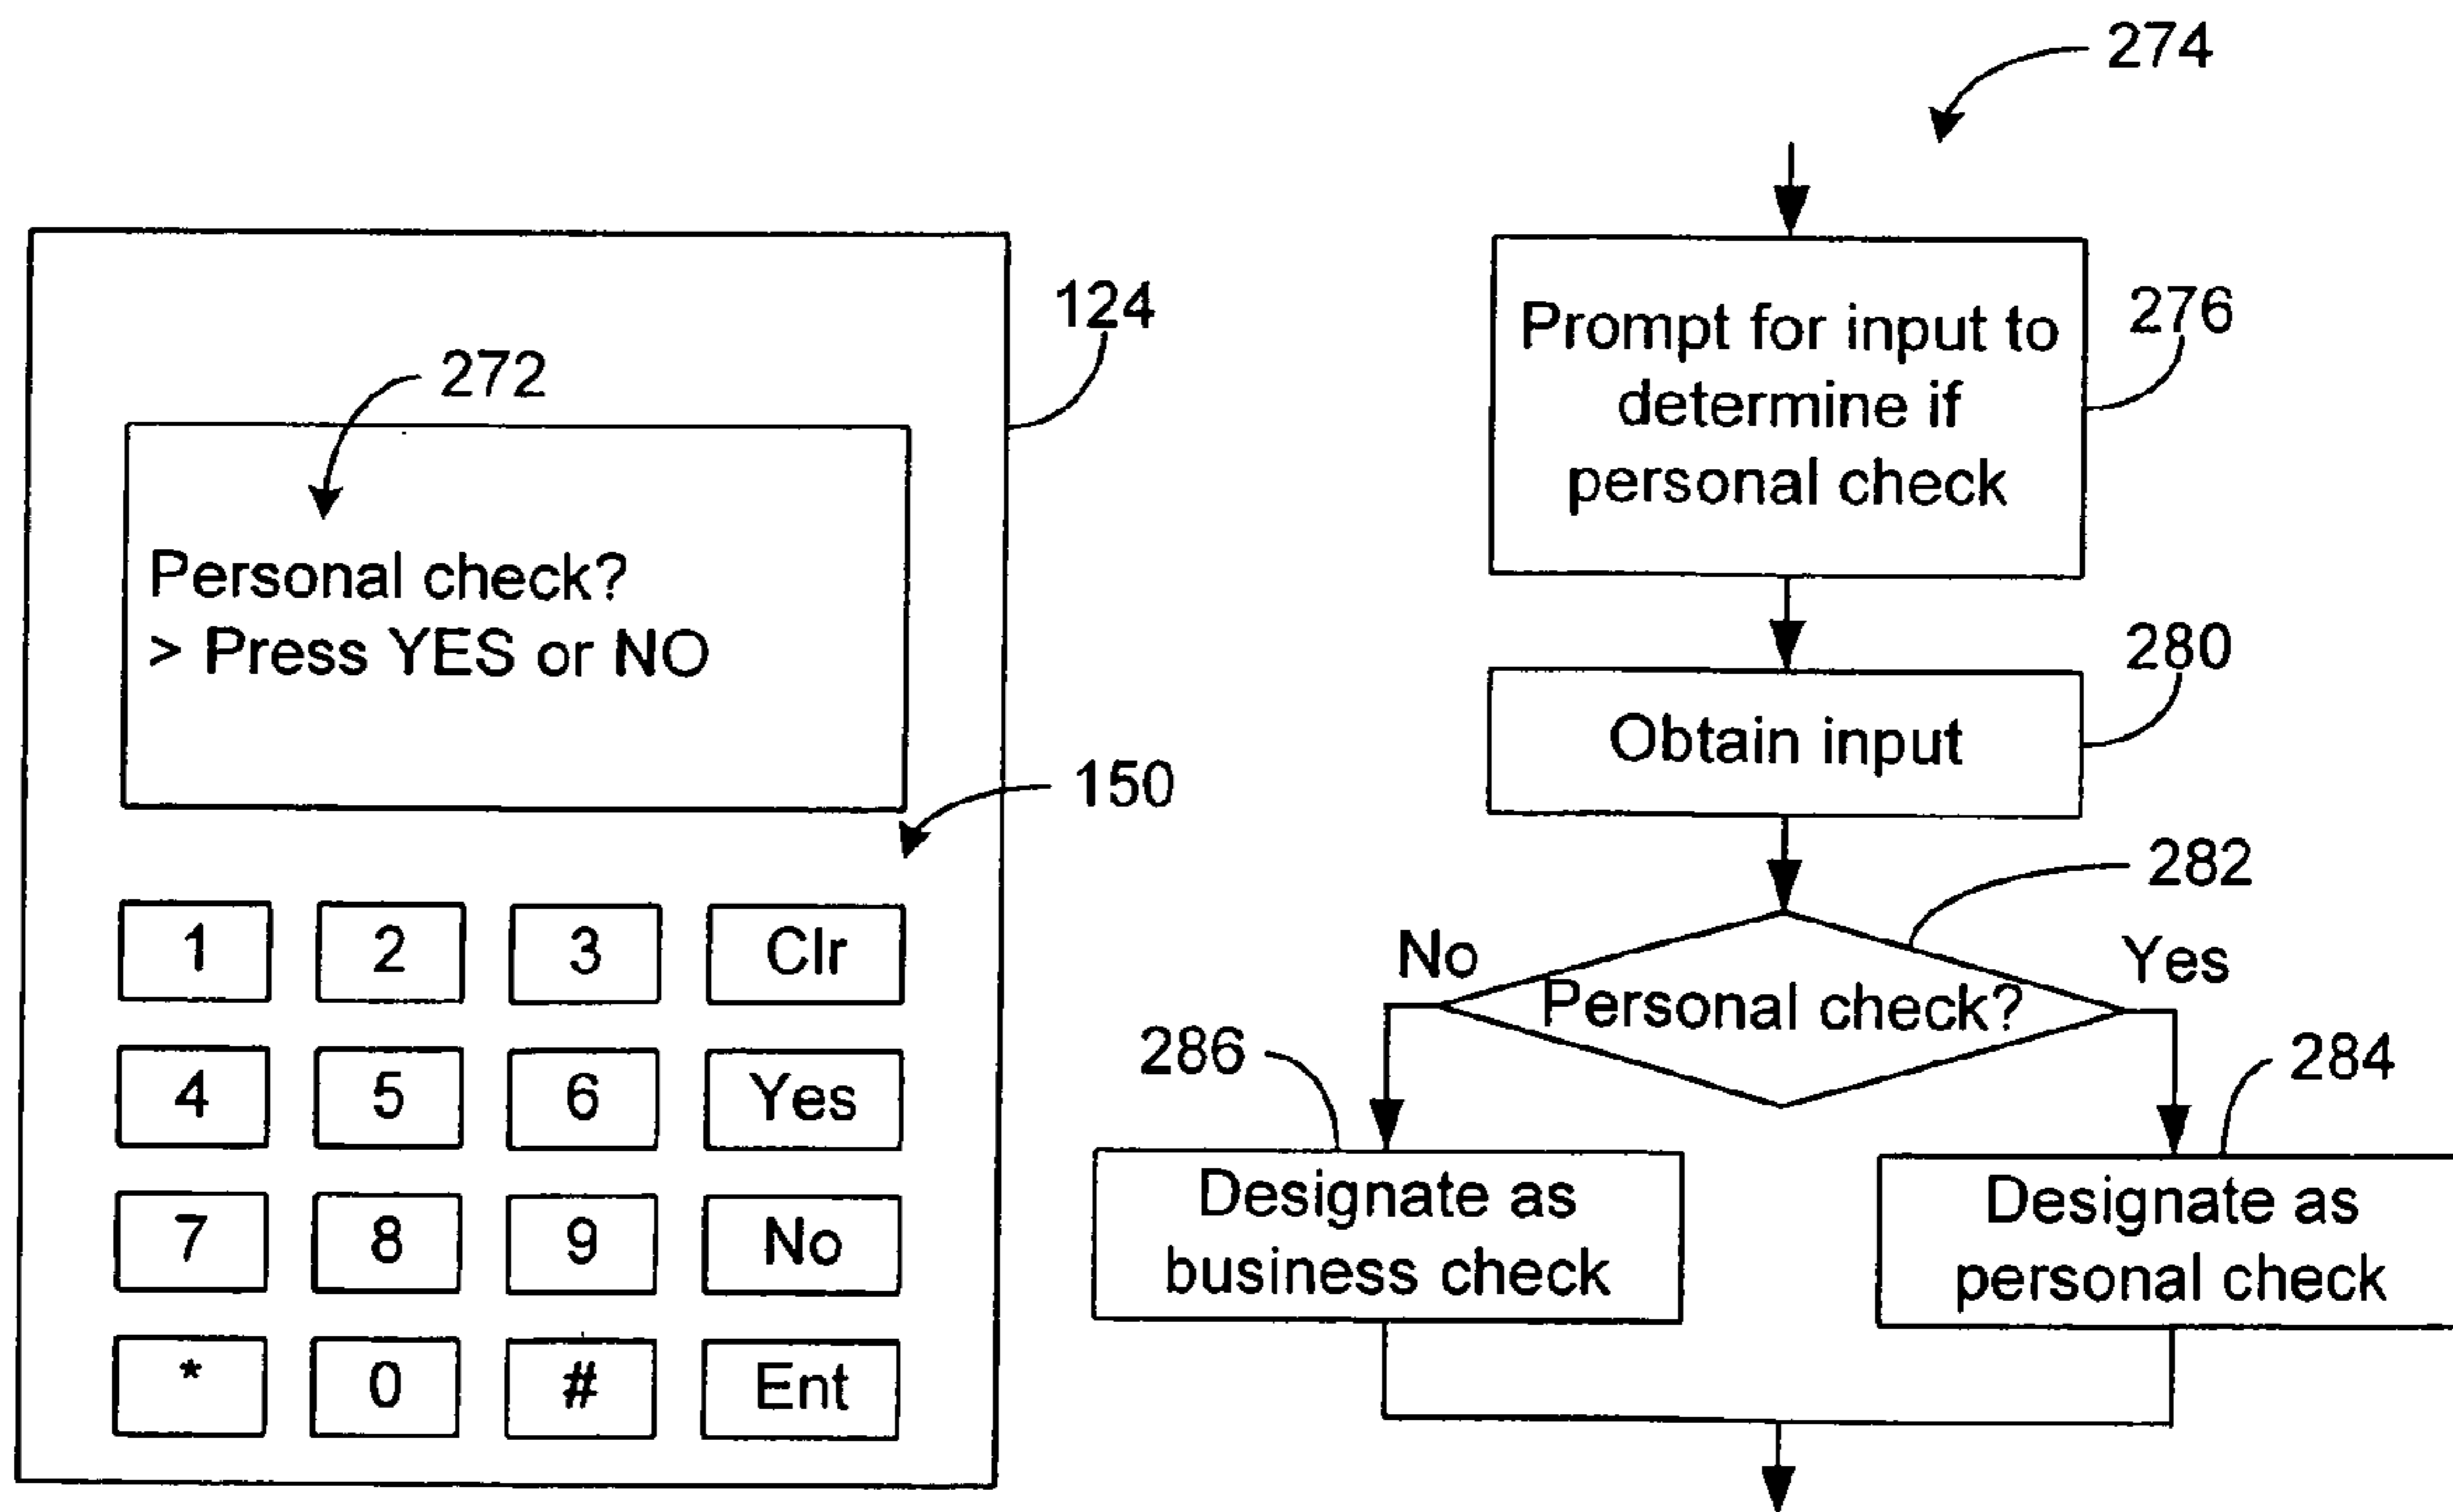 274
124
272
Personal check?
> Press YES or NO
150
1 2 3 Clr
4 5 6 Yes
7 8 9 No
* 0 # Ent
Prompt for input to
determine if
personal check
276
Obtain input
280
282
No
Personal check?
Yes
286
284
Designate as
business check
Designate as
personal check